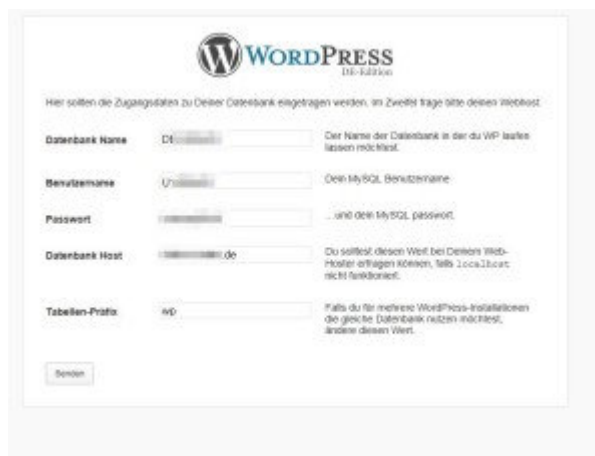 WORDPRESS
DE-Edition
Hier sollten die Zugangsdaten zu Deiner Datenbank eingetragen werden. Im Zweifel frage bitte deinen Webhost.
Datenbank Name
Der Name der Datenbank in der du WP laufen
lassen möchtest.
Benutzername
Dein MySQL Benutzername
Passwort
...und dein MySQL passwort.
Datenbank Host
.de
Du solltest diesen Wert bei Deinem Web-
Hoster erfragen können, falls localhost
nicht funktioniert.
Tabellen-Präfix
wp
Falls du für mehrere WordPress-Installationen
die gleiche Datenbank nutzen möchtest,
ändere diesen Wert.
Senden